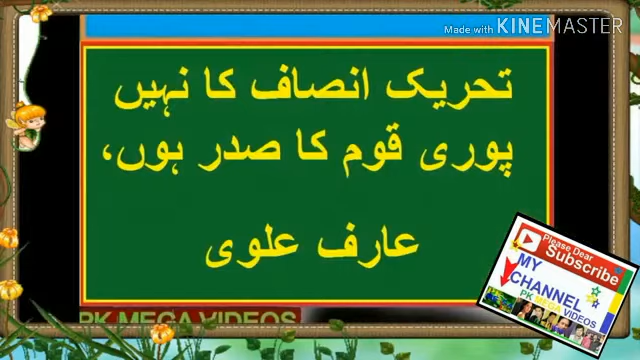 Made with KINEMASTER
تحریک انصاف کا نہیں
پوری قوم کا صدر ہوں،
عارف علوی
Please Dear
Subscribe
MY
CHANNEL
PK MEGA VIDEOS
PK MEGA VIDEOS